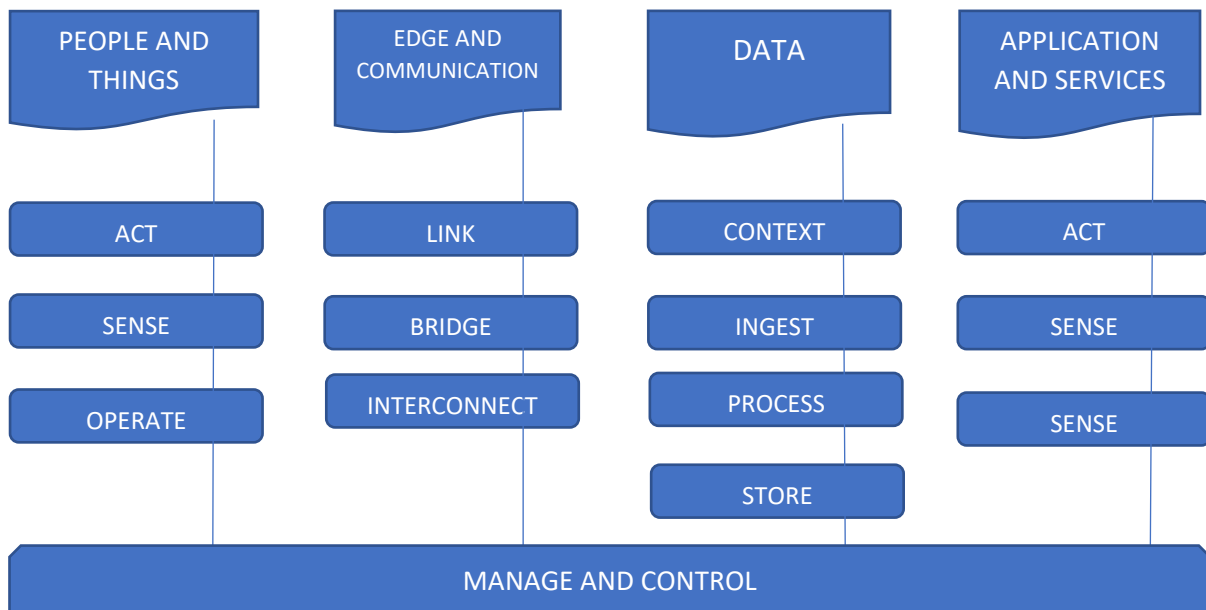 PEOPLE AND
THINGS
ACT
SENSE
OPERATE
EDGE AND
COMMUNICATION
LINK
BRIDGE
INTERCONNECT
DATA
CONTEXT
INGEST
PROCESS
STORE
APPLICATION
AND SERVICES
ACT
SENSE
SENSE
MANAGE AND CONTROL